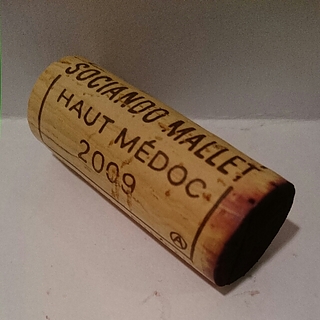 SOCIANDO MALLET
HAUT MÉDOC
2009
A